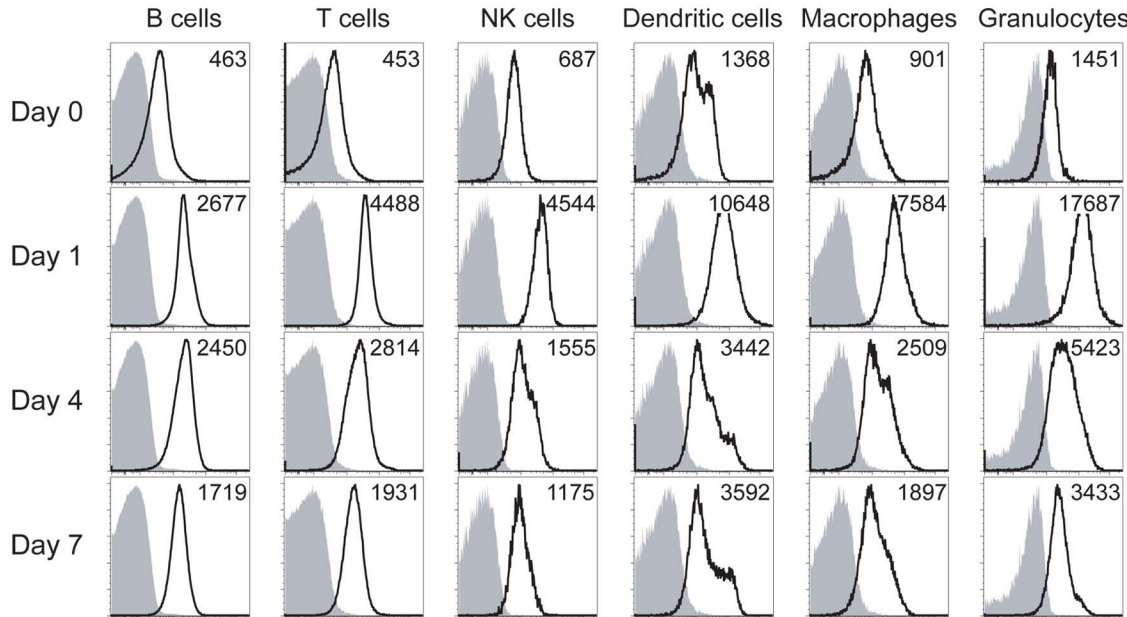 B cells T cells NK cells Dendritic cells Macrophages Granulocytes
Day 0 463 453 687 1368 901 1451
Day 1 2677 4488 4544 10648 7584 17687
Day 4 2450 2814 1555 3442 2509 5423
Day 7 1719 1931 1175 3592 1897 3433